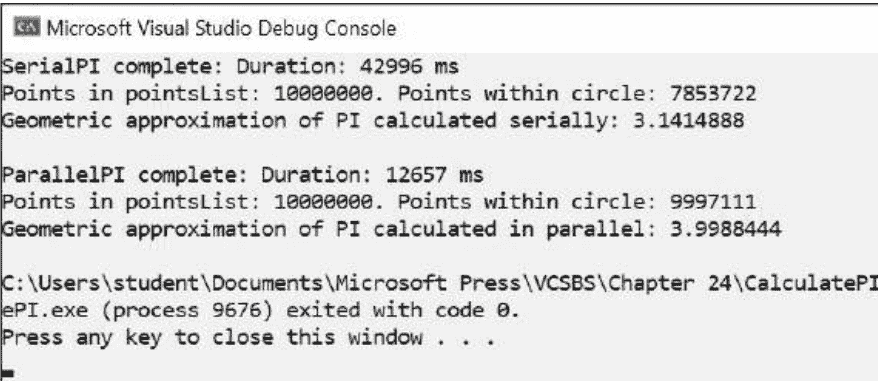 Microsoft Visual Studio Debug Console
SerialPI complete: Duration: 42996 ms
Points in pointsList: 10000000. Points within circle: 7853722
Geometric approximation of PI calculated serially: 3.1414888
ParallelPI complete: Duration: 12657 ms
Points in pointsList: 10000000. Points within circle: 9997111
Geometric approximation of PI calculated in parallel: 3.9988444
C:\Users\student\Documents\Microsoft Press\VCSBS\Chapter 24\CalculatePI
ePI.exe (process 9676) exited with code 0.
Press any key to close this window . . .